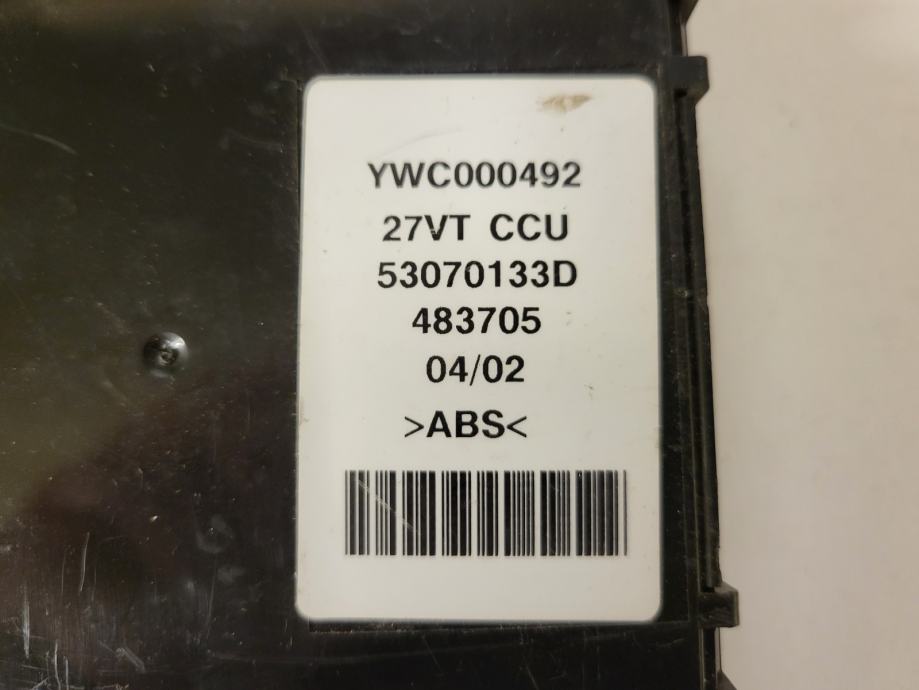 YWC000492
27VT CCU
53070133D
483705
04/02
>ABS<